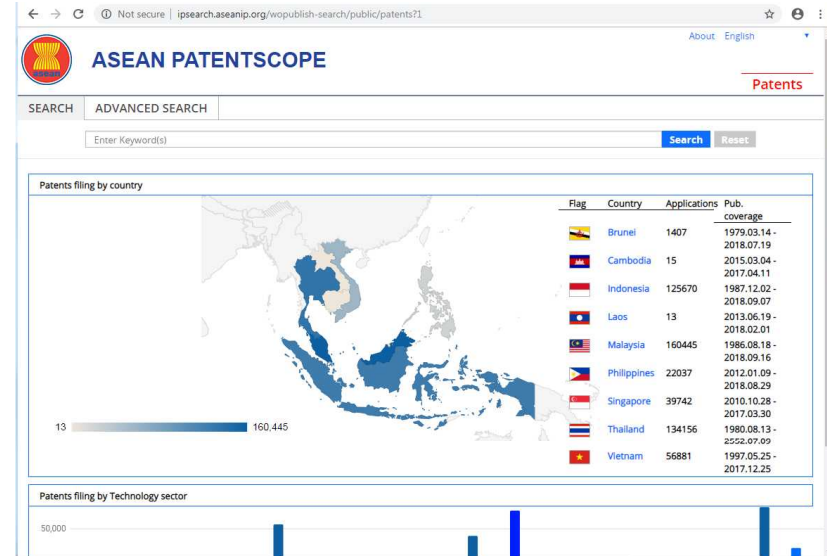 Not secure | ipsearch.aseanip.org/wopublish-search/public/patents?1
About English
asean
ASEAN PATENTSCOPE
Patents
SEARCH ADVANCED SEARCH
Enter Keyword(s) Search Reset
Patents filing by country
Flag Country Applications Pub.
coverage
Brunei 1407 1979.03.14 -
2018.07.19
Cambodia 15 2015.03.04 -
2017.04.11
Indonesia 125670 1987.12.02 -
2018.09.07
Laos 13 2013.06.19 -
2018.02.01
Malaysia 160445 1986.08.18 -
2018.09.16
Philippines 22037 2012.01.09 -
2018.08.29
Singapore 39742 2010.10.28 -
2017.03.30
Thailand 134156 1980.08.13 -
2552.07.09
Vietnam 56881 1997.05.25 -
2017.12.25
13 160,445
Patents filing by Technology sector
50,000